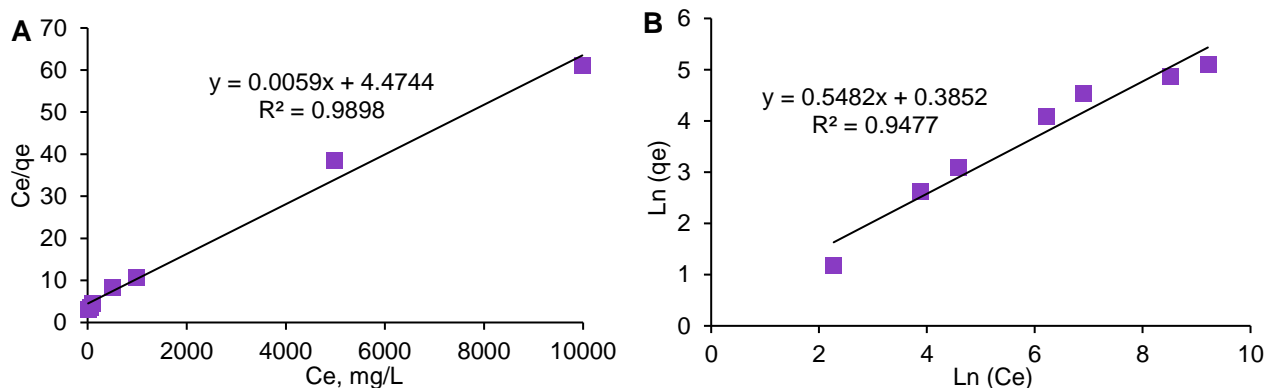 A
70
60
50
40
30
20
10
0
Ce/qe
y = 0.0059x + 4.4744
R² = 0.9898
0 2000 4000 6000 8000 10000
Ce, mg/L
B
6
5
4
3
2
1
0
Ln (qe)
y = 0.5482x + 0.3852
R² = 0.9477
0 2 4 6 8 10
Ln (Ce)